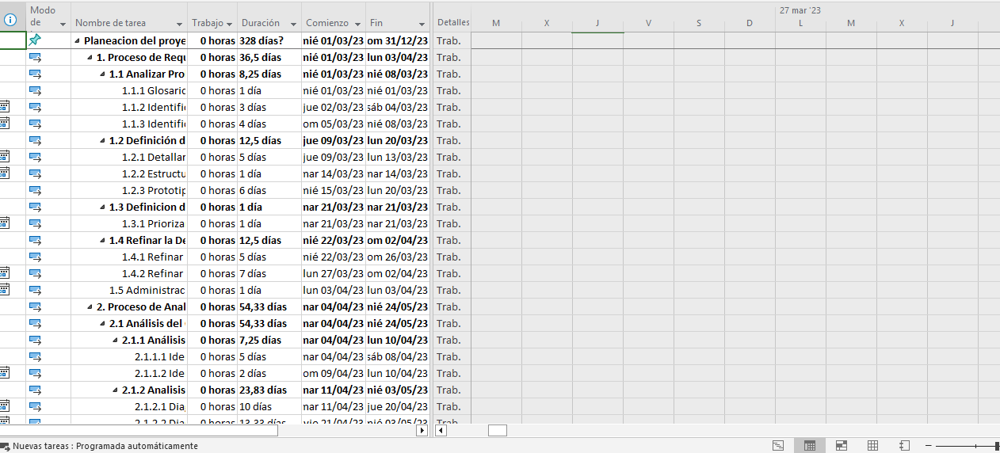 27 mar '23
Modo de Nombre de tarea Trabajo Duración Comienzo Fin Detalles M X J V S D L M X J
Planeacion del proye 0 horas 328 días? nié 01/03/23 om 31/12/23 Trab.
1. Proceso de Requ 0 horas 36,5 días nié 01/03/23 lun 03/04/23 Trab.
1.1 Analizar Pro 0 horas 8,25 días nié 01/03/23 nié 08/03/23 Trab.
1.1.1 Glosaric 0 horas 1 día nié 01/03/23 nié 01/03/23 Trab.
1.1.2 Identifi 0 horas 3 días jue 02/03/23 sáb 04/03/23 Trab.
1.1.3 Identifi 0 horas 4 días om 05/03/23 nié 08/03/23 Trab.
1.2 Definición d 0 horas 12,5 días jue 09/03/23 lun 20/03/23 Trab.
1.2.1 Detallar 0 horas 5 días jue 09/03/23 lun 13/03/23 Trab.
1.2.2 Estructu 0 horas 1 día nar 14/03/23 nar 14/03/23 Trab.
1.2.3 Prototip 0 horas 6 días nié 15/03/23 lun 20/03/23 Trab.
1.3 Definicion d 0 horas 1 día nar 21/03/23 nar 21/03/23 Trab.
1.3.1 Prioriza 0 horas 1 día nar 21/03/23 nar 21/03/23 Trab.
1.4 Refinar la De 0 horas 12,5 días nié 22/03/23 om 02/04/23 Trab.
1.4.1 Refinar 0 horas 5 días nié 22/03/23 om 26/03/23 Trab.
1.4.2 Refinar 0 horas 7 días lun 27/03/23 om 02/04/23 Trab.
1.5 Administrac 0 horas 1 día lun 03/04/23 lun 03/04/23 Trab.
2. Proceso de Anal 0 horas 54,33 días nar 04/04/23 nié 24/05/23 Trab.
2.1 Análisis del 0 horas 54,33 días nar 04/04/23 nié 24/05/23 Trab.
2.1.1 Análisis 0 horas 7,25 días nar 04/04/23 lun 10/04/23 Trab.
2.1.1.1 Ide 0 horas 5 días nar 04/04/23 sáb 08/04/23 Trab.
2.1.1.2 Ide 0 horas 2 días om 09/04/23 lun 10/04/23 Trab.
2.1.2 Analisis 0 horas 23,83 días nar 11/04/23 nié 03/05/23 Trab.
2.1.2.1 Dia 0 horas 10 días nar 11/04/23 jue 20/04/23 Trab.
2.1.2.2 Dia 0 horas 13,33 días vie 21/04/23 nié 03/05/23 Trab.
Nuevas tareas : Programada automáticamente